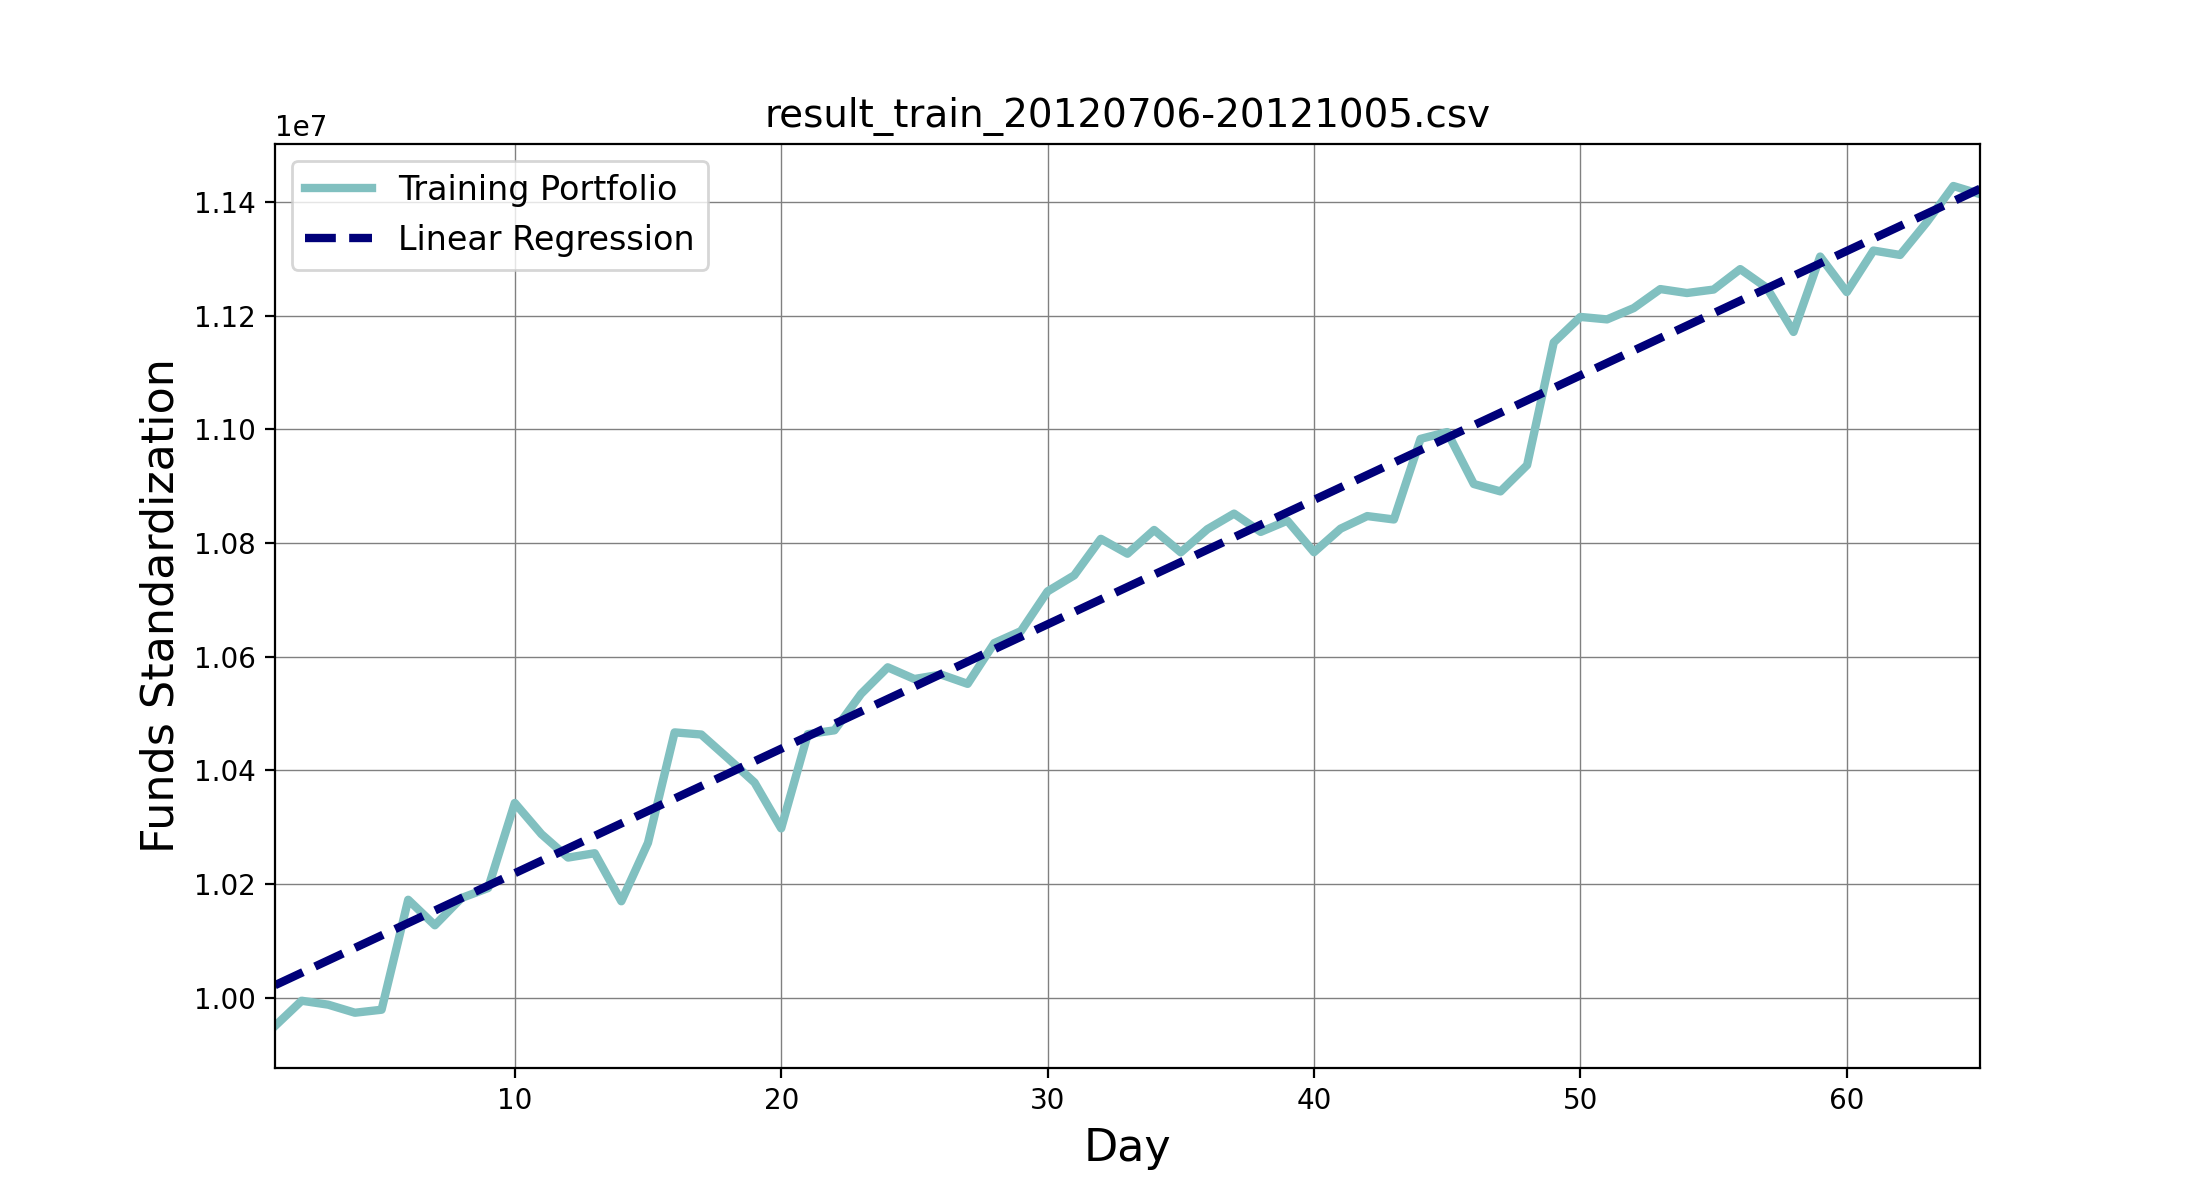 result_train_20120706-20121005.csv
1e7
Training Portfolio
Linear Regression
1.14
1.12
1.10
1.08
1.06
1.04
1.02
1.00
Funds Standardization
10 20 30 40 50 60
Day